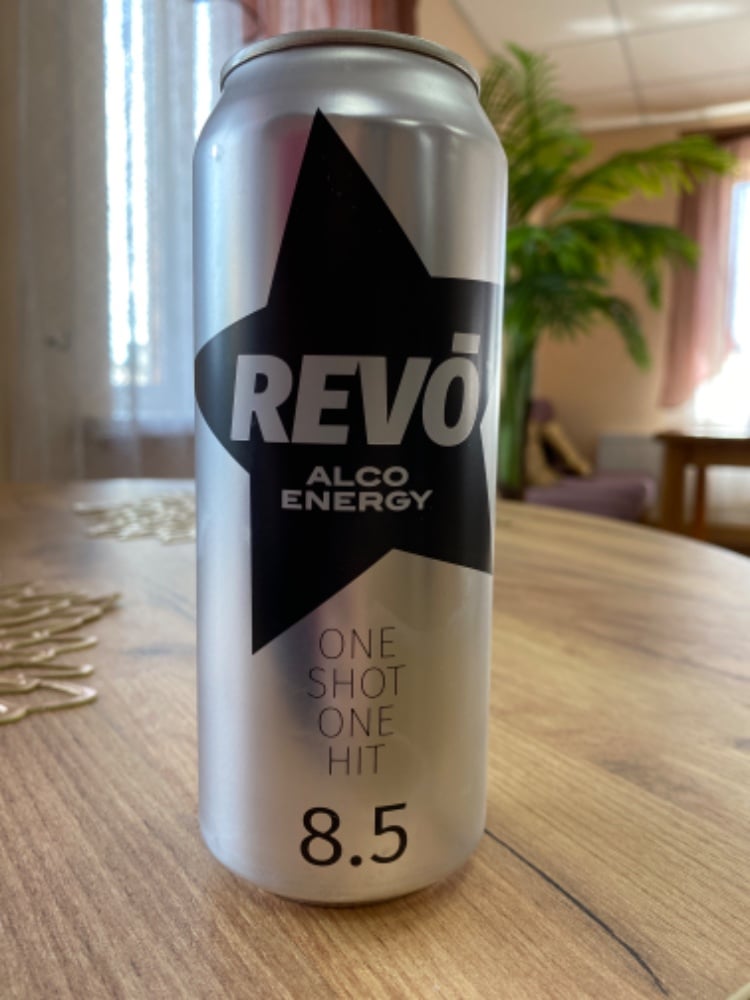 REVŌ
ALCO
ENERGY
ONE
SHOT
ONE
HIT
8.5